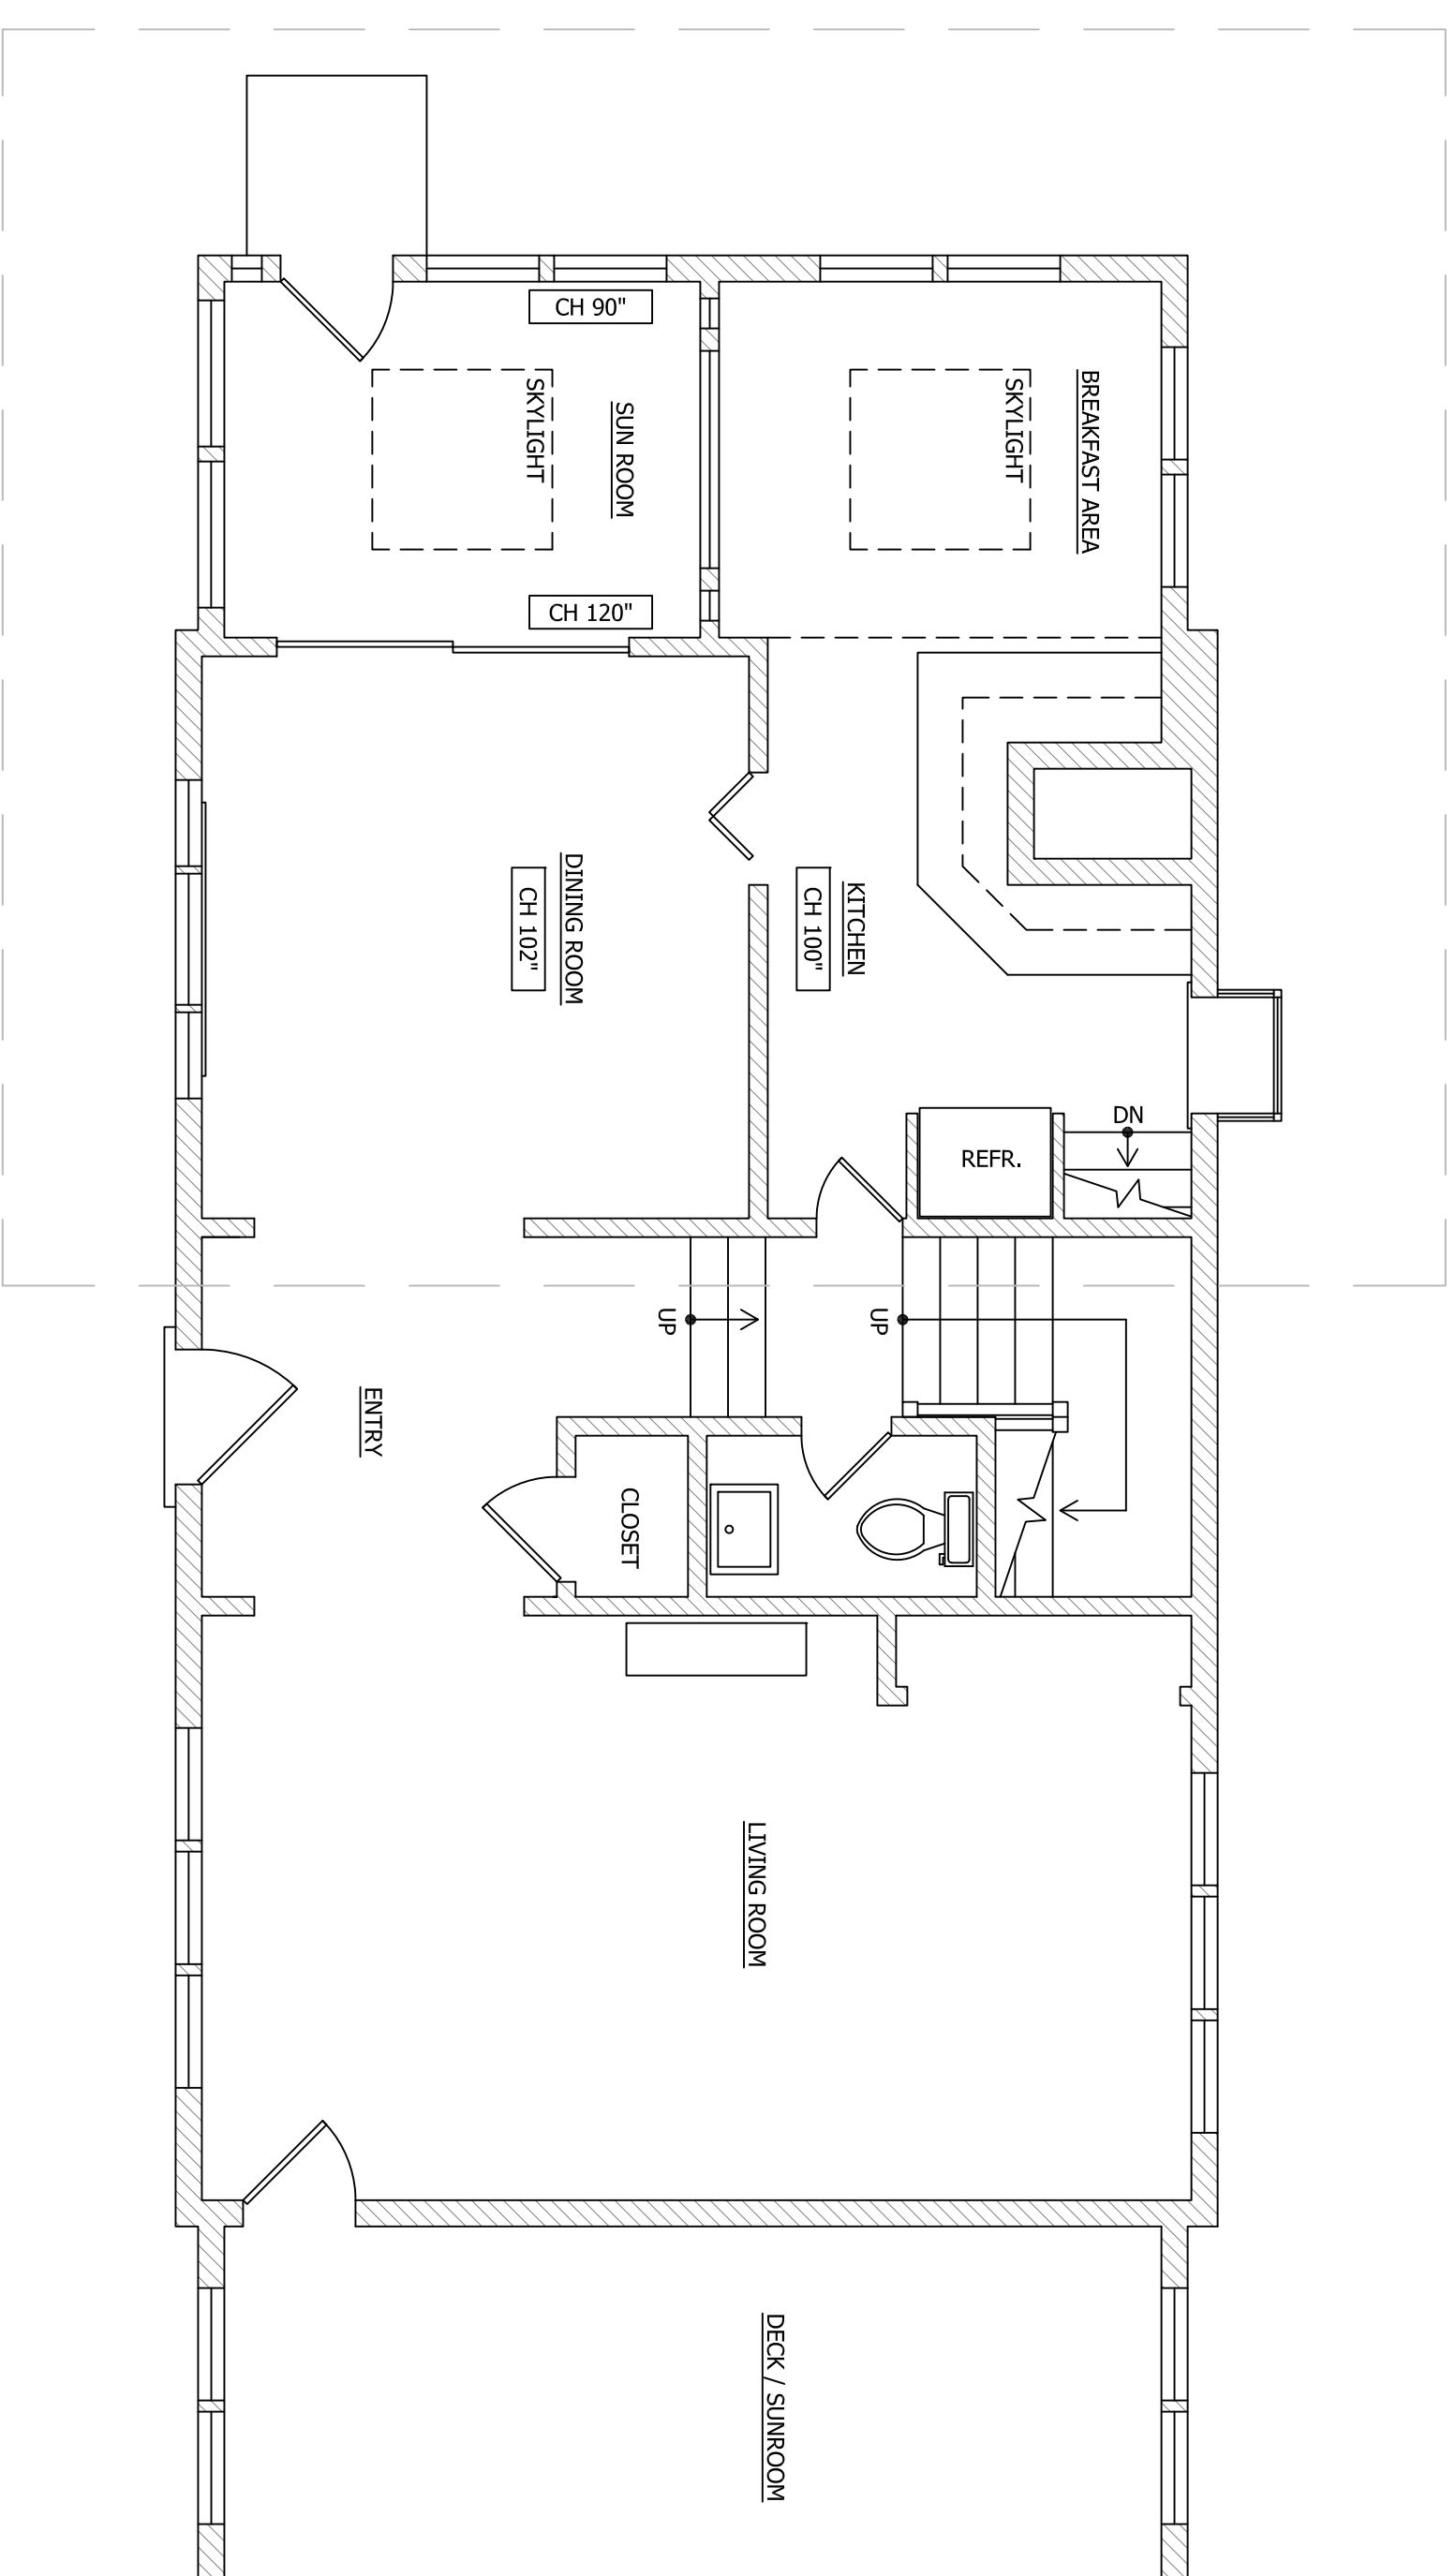 CH 90"
SKYLIGHT
SUN ROOM
SKYLIGHT
BREAKFAST AREA
CH 120"
DINING ROOM
CH 102"
KITCHEN
CH 100"
DN
REFR.
UP
UP
ENTRY
CLOSET
LIVING ROOM
DECK / SUNROOM